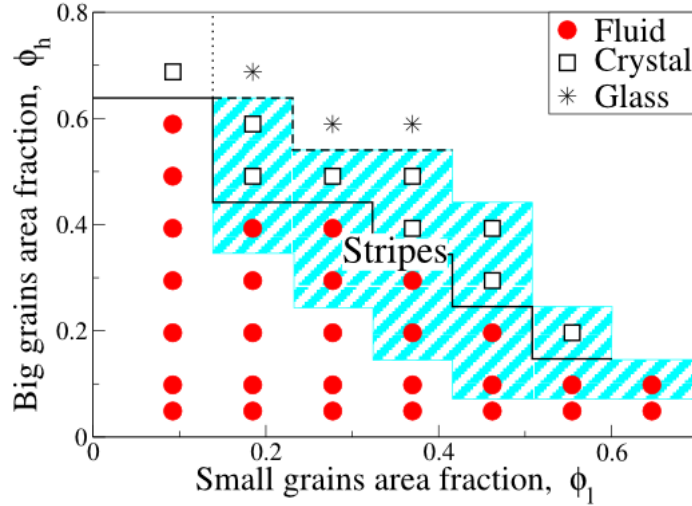 0.8
0.6
0.4
0.2
0
0
0.2
0.4
0.6
Big grains area fraction, ϕh
Small grains area fraction, ϕl
Fluid
Crystal
Glass
Stripes